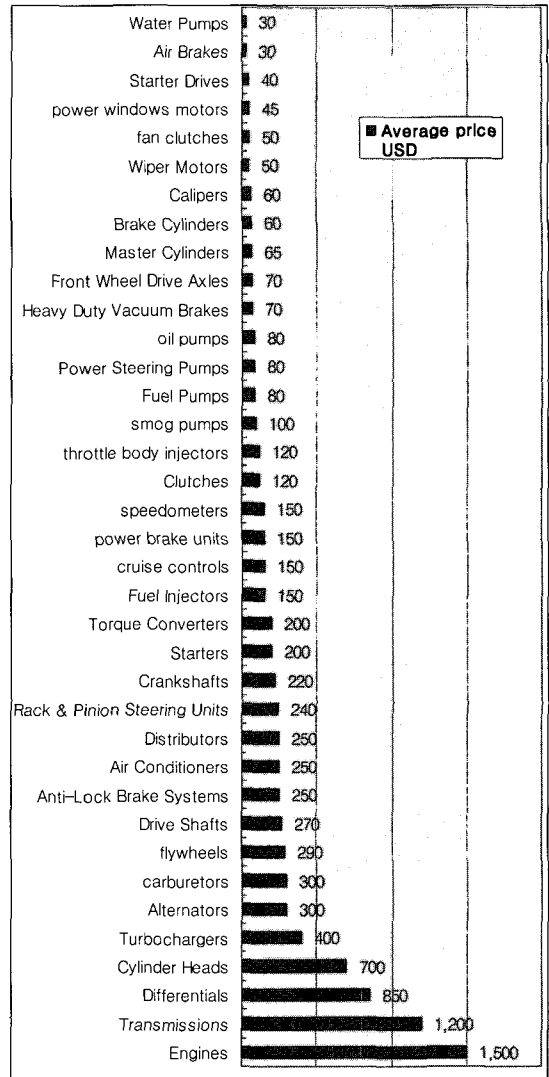 Water Pumps 30
Air Brakes 30
Starter Drives 40
power windows motors 45
fan clutches 50
Wiper Motors 50
Calipers 60
Brake Cylinders 60
Master Cylinders 65
Front Wheel Drive Axles 70
Heavy Duty Vacuum Brakes 70
oil pumps 80
Power Steering Pumps 80
Fuel Pumps 80
smog pumps 100
throttle body injectors 120
Clutches 120
speedometers 150
power brake units 150
cruise controls 150
Fuel Injectors 150
Torque Converters 200
Starters 200
Crankshafts 220
Rack & Pinion Steering Units 240
Distributors 250
Air Conditioners 250
Anti-Lock Brake Systems 250
Drive Shafts 270
flywheels 290
carburetors 300
Alternators 300
Turbochargers 400
Cylinder Heads 700
Differentials 850
Transmissions 1,200
Engines 1,500
Average price
USD